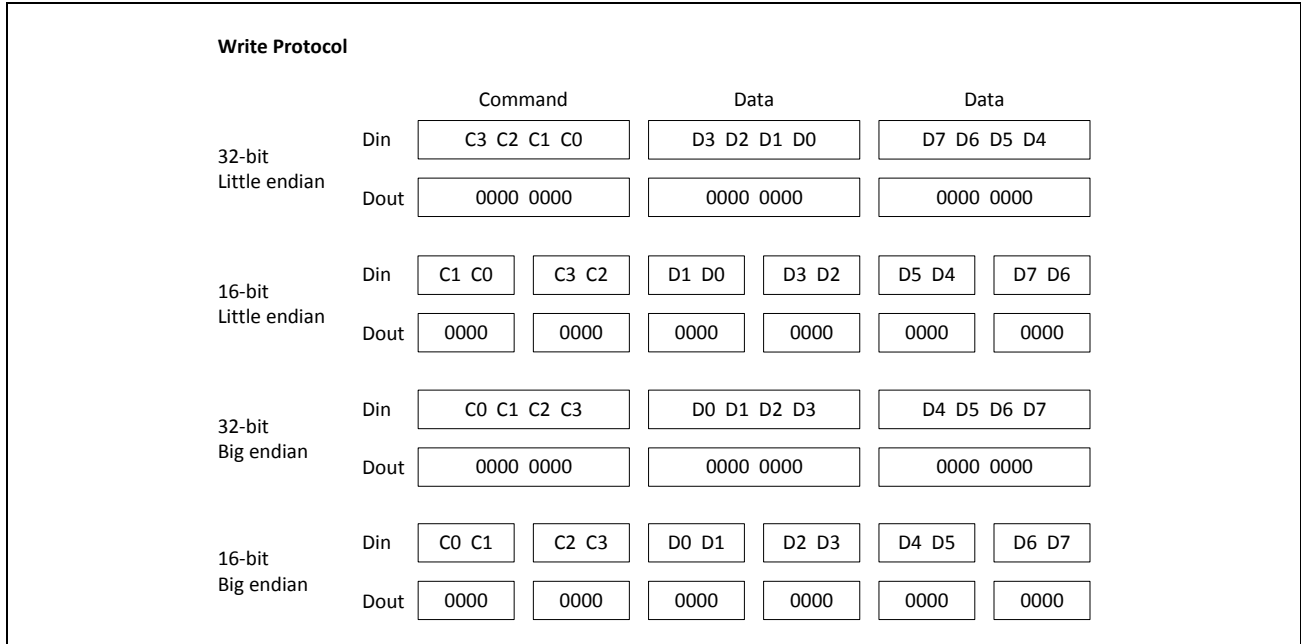 Write Protocol
Command Data Data
32-bit
Little endian
Din C3 C2 C1 C0 D3 D2 D1 D0 D7 D6 D5 D4
Dout 0000 0000 0000 0000 0000 0000
16-bit
Little endian
Din C1 C0 C3 C2 D1 D0 D3 D2 D5 D4 D7 D6
Dout 0000 0000 0000 0000 0000 0000
32-bit
Big endian
Din C0 C1 C2 C3 D0 D1 D2 D3 D4 D5 D6 D7
Dout 0000 0000 0000 0000 0000 0000
16-bit
Big endian
Din C0 C1 C2 C3 D0 D1 D2 D3 D4 D5 D6 D7
Dout 0000 0000 0000 0000 0000 0000